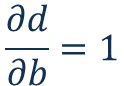 ∂d/∂b = 1